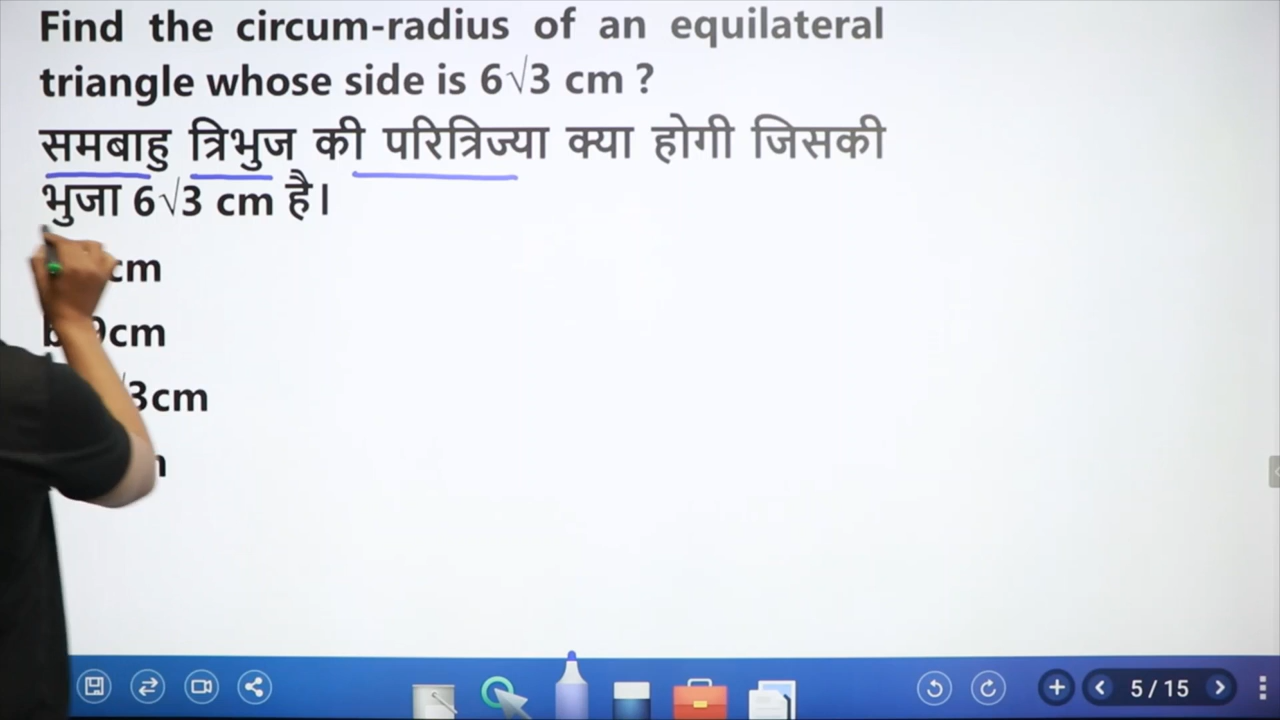 Find the circum-radius of an equilateral
triangle whose side is 6√3 cm ?
समबाहु त्रिभुज की परित्रिज्या क्या होगी जिसकी
भुजा 6√3 cm है।
cm
b 9cm
√3cm
5 / 15